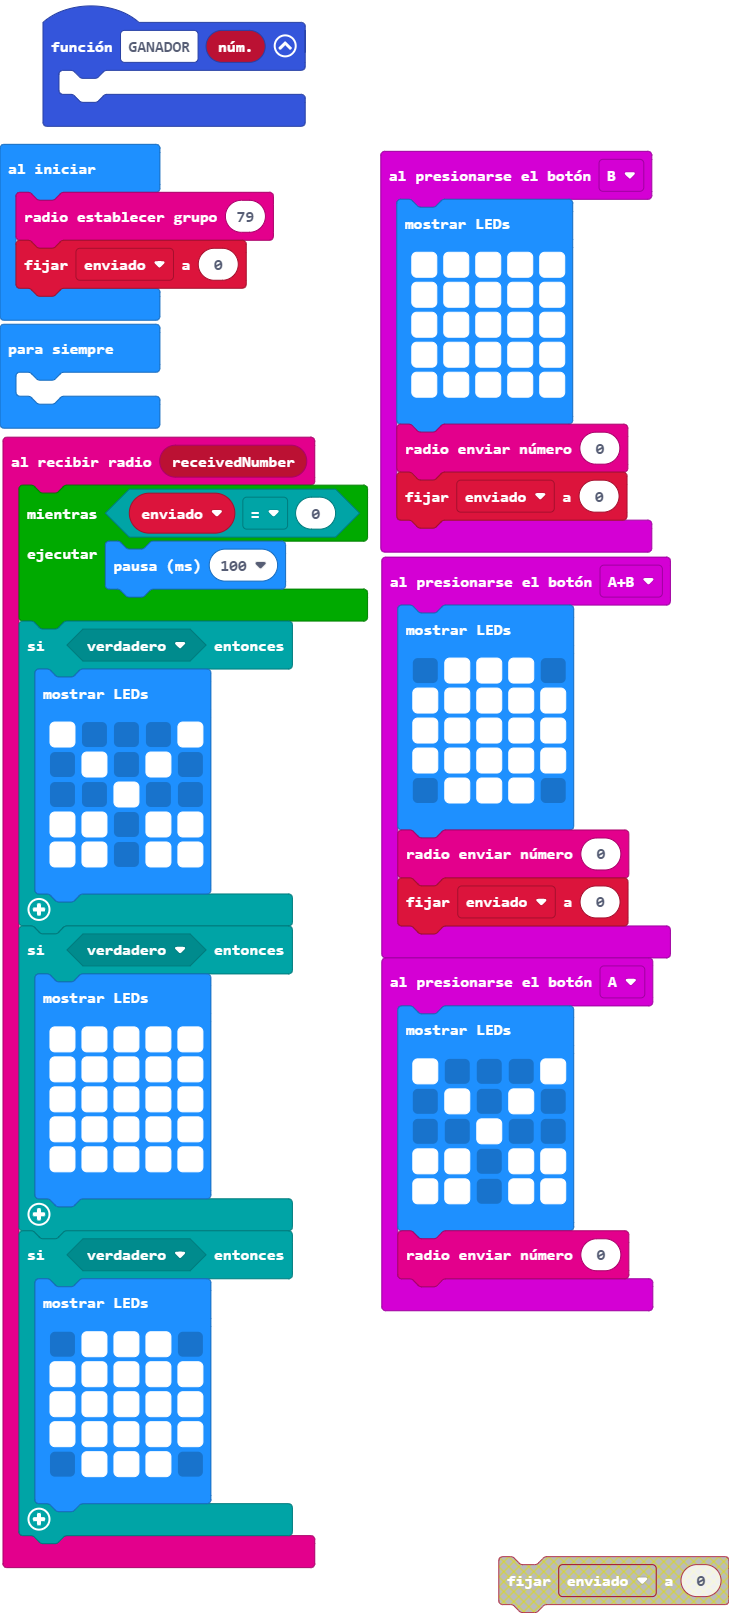 función GANADOR núm.
al iniciar
radio establecer grupo 79
fijar enviado a 0
para siempre
al recibir radio receivedNumber
mientras enviado = 0
ejecutar pausa (ms) 100
si verdadero entonces
mostrar LEDs
si verdadero entonces
mostrar LEDs
si verdadero entonces
mostrar LEDs
al presionarse el botón B
mostrar LEDs
radio enviar número 0
fijar enviado a 0
al presionarse el botón A+B
mostrar LEDs
radio enviar número 0
fijar enviado a 0
al presionarse el botón A
mostrar LEDs
radio enviar número 0
fijar enviado a 0